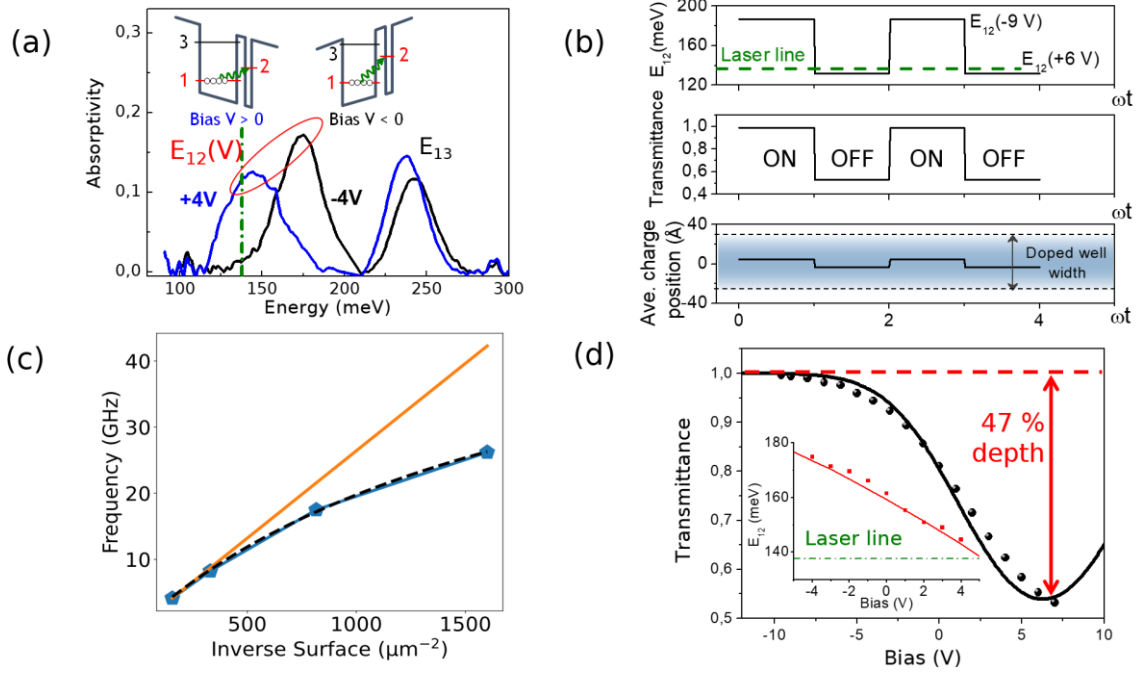 (a)
0,3
0,2
0,1
0,0
Absorptivity
3
1
2
Bias V > 0
3
1
2
Bias V < 0
E12(V)
+4V
-4V
E13
100 150 200 250 300
Energy (meV)
(b)
200
160
120
E12(meV)
Laser line
E12(-9 V)
E12(+6 V)
ωt
1,0
0,8
0,6
0,4
Transmittance
ON OFF ON OFF
ωt
40
0
-40
Ave. charge
position (Å)
Doped well
width
0 2 4
ωt
(c)
40
30
20
10
Frequency (GHz)
500 1000 1500
Inverse Surface (μm⁻²)
(d)
1,0
0,9
0,8
0,7
0,6
0,5
Transmittance
47 %
depth
180
160
140
E12 (meV)
Laser line
-4 -2 0 2 4
Bias (V)
-10 -5 0 5 10
Bias (V)